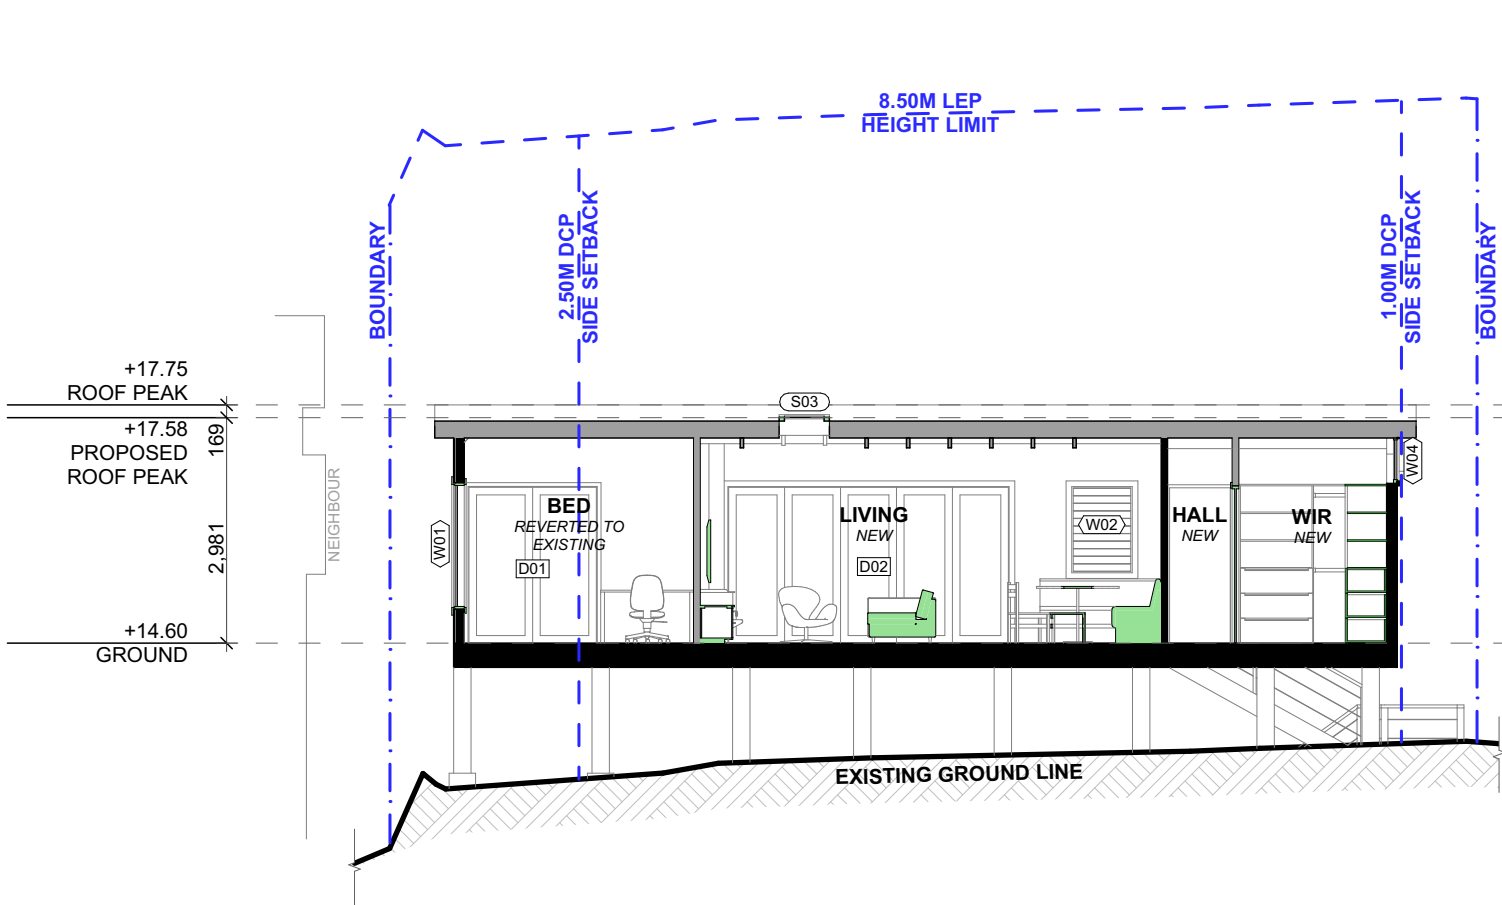 8.50M LEP
HEIGHT LIMIT
BOUNDARY
2.50M DCP
SIDE SETBACK
1.00M DCP
SIDE SETBACK
BOUNDARY
+17.75
ROOF PEAK
+17.58
PROPOSED
ROOF PEAK
169
2,981
+14.60
GROUND
NEIGHBOUR
S03
W01
BED
REVERTED TO
EXISTING
D01
LIVING
NEW
D02
W02
HALL
NEW
WIR
NEW
W04
EXISTING GROUND LINE